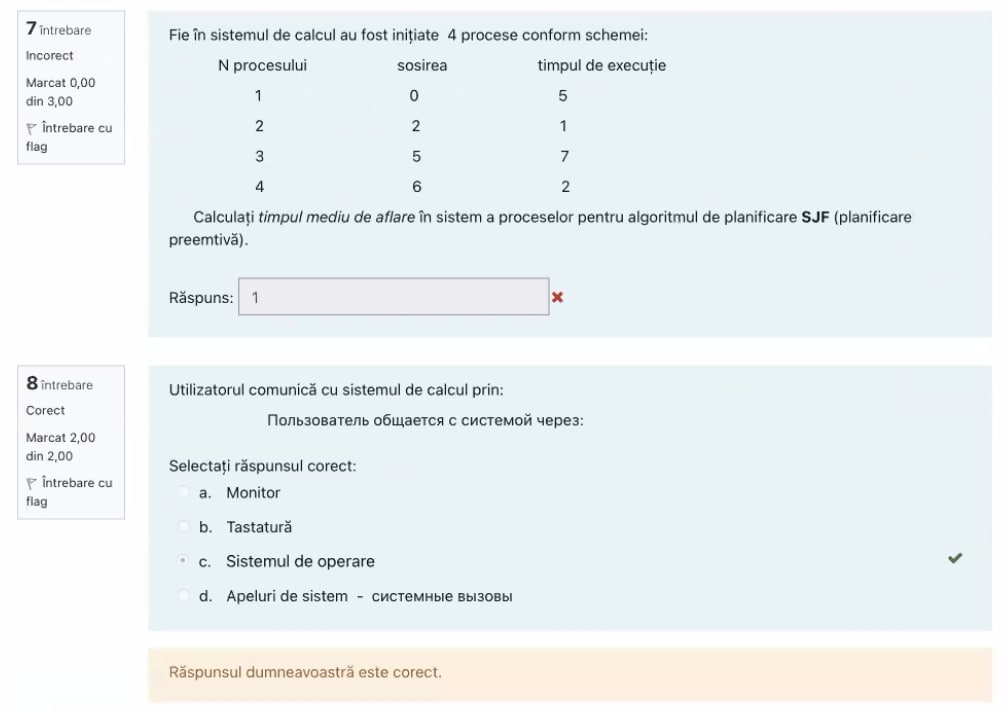 7 întrebare
Incorect
Marcat 0,00
din 3,00
Întrebare cu
flag
Fie în sistemul de calcul au fost inițiate 4 procese conform schemei:
N procesului sosirea timpul de execuție
1 0 5
2 2 1
3 5 7
4 6 2
Calculați timpul mediu de aflare în sistem a proceselor pentru algoritmul de planificare SJF (planificare
preemtivă).
Răspuns: 1
8 întrebare
Corect
Marcat 2,00
din 2,00
Întrebare cu
flag
Utilizatorul comunică cu sistemul de calcul prin:
Пользователь общается с системой через:
Selectați răspunsul corect:
a. Monitor
b. Tastatură
c. Sistemul de operare
d. Apeluri de sistem - системные вызовы
Răspunsul dumneavoastră este corect.